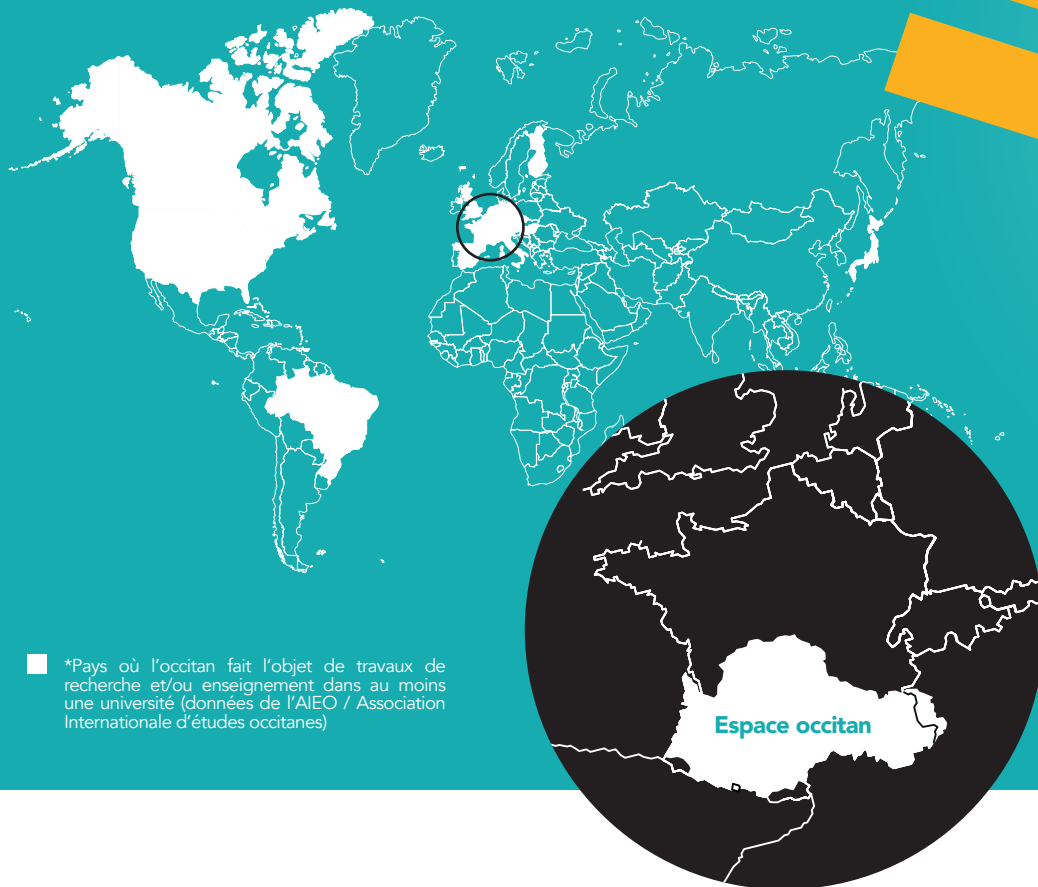 *Pays où l'occitan fait l'objet de travaux de
recherche et/ou enseignement dans au moins
une université (données de l'AIEO / Association
Internationale d'études occitanes)
Espace occitan